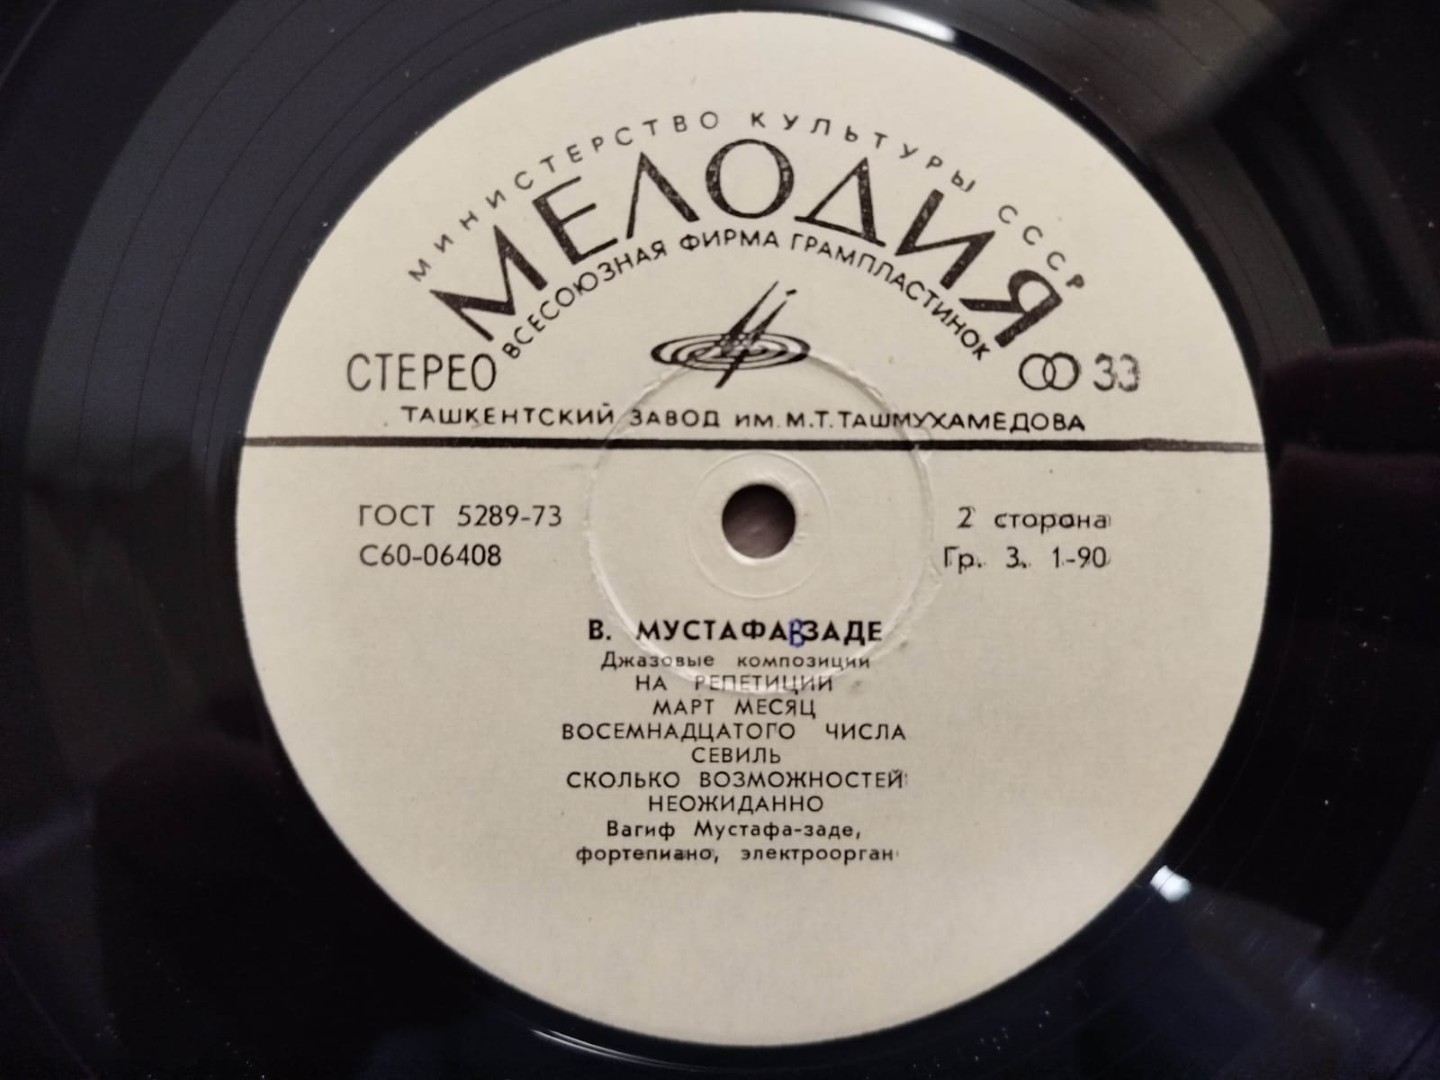 МИНИСТЕРСТВО КУЛЬТУРЫ СССР
МЕЛОДИЯ
ВСЕСОЮЗНАЯ ФИРМА ГРАМПЛАСТИНОК
СТЕРЕО
33
ТАШКЕНТСКИЙ ЗАВОД им. М.Т.ТАШМУХАМЕДОВА
ГОСТ 5289-73
2 сторона
С60-06408
Гр. 3. 1-90
В. МУСТАФА ЗАДЕ
Джазовые композиции
НА РЕПЕТИЦИИ
МАРТ МЕСЯЦ
ВОСЕМНАДЦАТОГО ЧИСЛА
СЕВИЛЬ
СКОЛЬКО ВОЗМОЖНОСТЕЙ
НЕОЖИДАННО
Вагиф Мустафа-заде,
фортепиано, электроорган